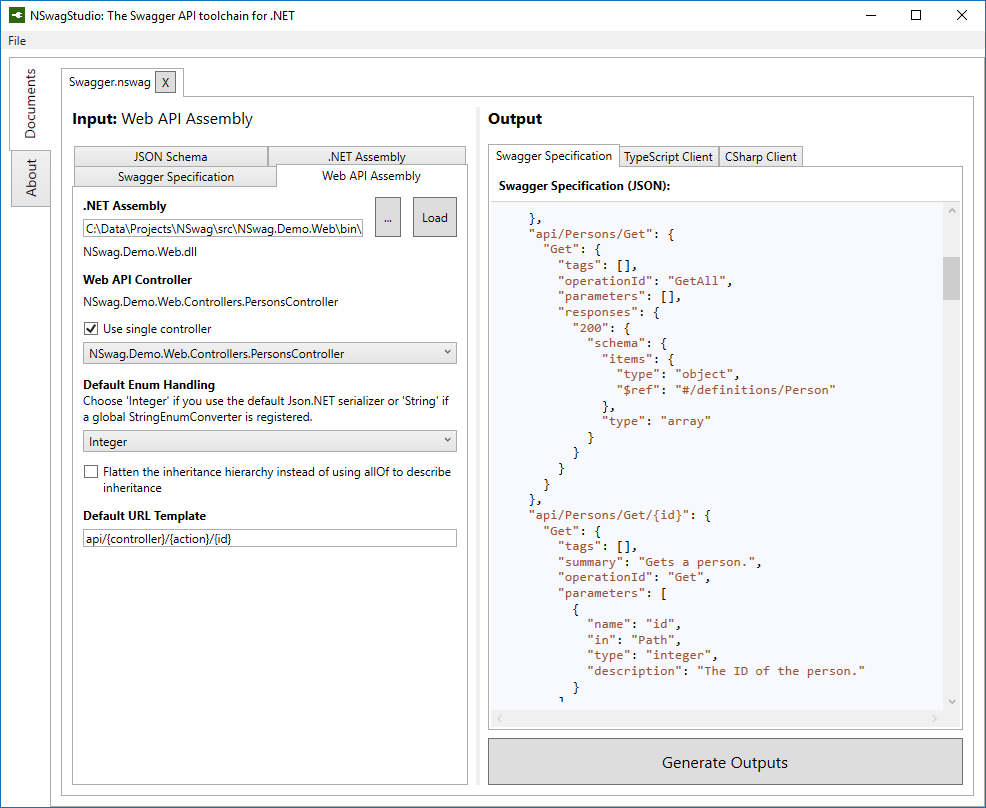 NSwagStudio: The Swagger API toolchain for .NET
File
Documents
About
Swagger.nswag X
Input: Web API Assembly
JSON Schema .NET Assembly
Swagger Specification Web API Assembly
.NET Assembly
C:\Data\Projects\NSwag\src\NSwag.Demo.Web\bin\ ... Load
NSwag.Demo.Web.dll
Web API Controller
NSwag.Demo.Web.Controllers.PersonsController
Use single controller
NSwag.Demo.Web.Controllers.PersonsController
Default Enum Handling
Choose 'Integer' if you use the default Json.NET serializer or 'String' if
a global StringEnumConverter is registered.
Integer
Flatten the inheritance hierarchy instead of using allOf to describe
inheritance
Default URL Template
api/{controller}/{action}/{id}
Output
Swagger Specification TypeScript Client CSharp Client
Swagger Specification (JSON):
},
"api/Persons/Get": {
"Get": {
"tags": [],
"operationId": "GetAll",
"parameters": [],
"responses": {
"200": {
"schema": {
"items": {
"type": "object",
"$ref": "#/definitions/Person"
},
"type": "array"
}
}
}
}
},
"api/Persons/Get/{id}": {
"Get": {
"tags": [],
"summary": "Gets a person.",
"operationId": "Get",
"parameters": [
{
"name": "id",
"in": "Path",
"type": "integer",
"description": "The ID of the person."
}
]
Generate Outputs